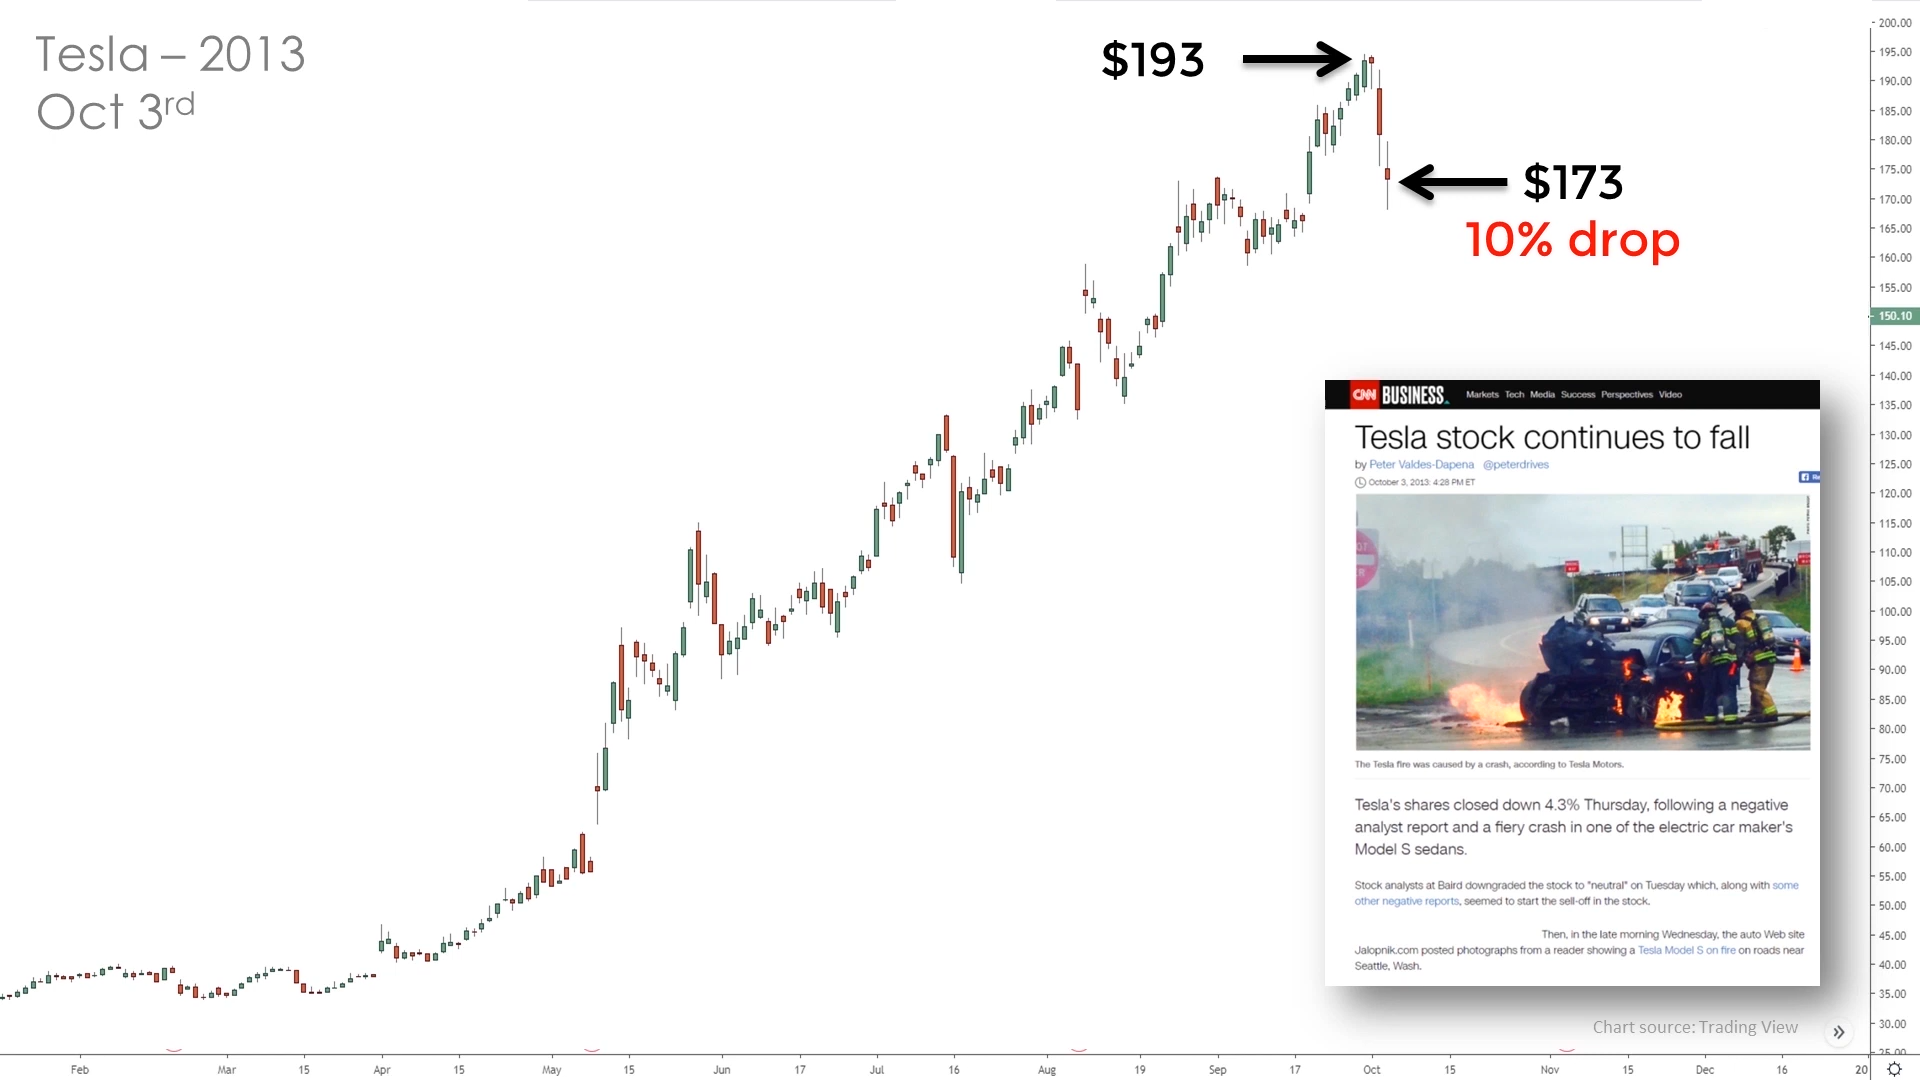 Tesla – 2013
Oct 3rd
$193
$173
10% drop
200.00
195.00
190.00
185.00
180.00
175.00
170.00
165.00
160.00
155.00
150.10
145.00
140.00
135.00
130.00
125.00
120.00
115.00
110.00
105.00
100.00
95.00
90.00
85.00
80.00
75.00
70.00
65.00
60.00
55.00
50.00
45.00
40.00
35.00
30.00
25.00
CNN BUSINESS Markets Tech Media Success Perspectives Video
Tesla stock continues to fall
by Peter Valdes-Dapena @peterdrives
October 3, 2013: 4:28 PM ET
The Tesla fire was caused by a crash, according to Tesla Motors.
Tesla's shares closed down 4.3% Thursday, following a negative
analyst report and a fiery crash in one of the electric car maker's
Model S sedans.
Stock analysts at Baird downgraded the stock to "neutral" on Tuesday which, along with some
other negative reports, seemed to start the sell-off in the stock.
Then, in the late morning Wednesday, the auto Web site
Jalopnik.com posted photographs from a reader showing a Tesla Model S on fire on roads near
Seattle, Wash.
Chart source: Trading View
Feb Mar 15 Apr 15 May 15 Jun 17 Jul 16 Aug 19 Sep 17 Oct 15 Nov 15 Dec 16 20